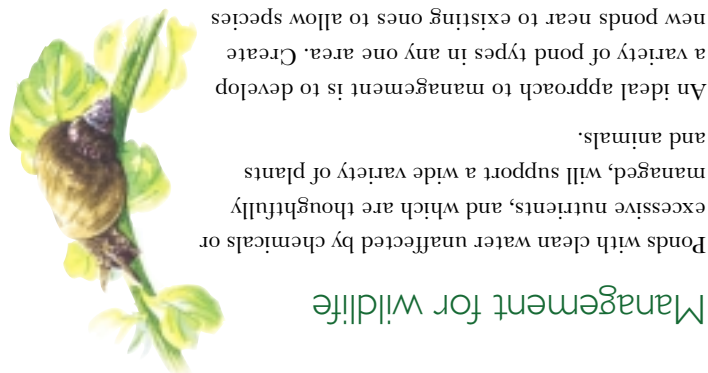 Management for wildlife
Ponds with clean water unaffected by chemicals or
excessive nutrients, and which are thoughtfully
managed, will support a wide variety of plants
and animals.
An ideal approach to management is to develop
a variety of pond types in any one area. Create
new ponds near to existing ones to allow species